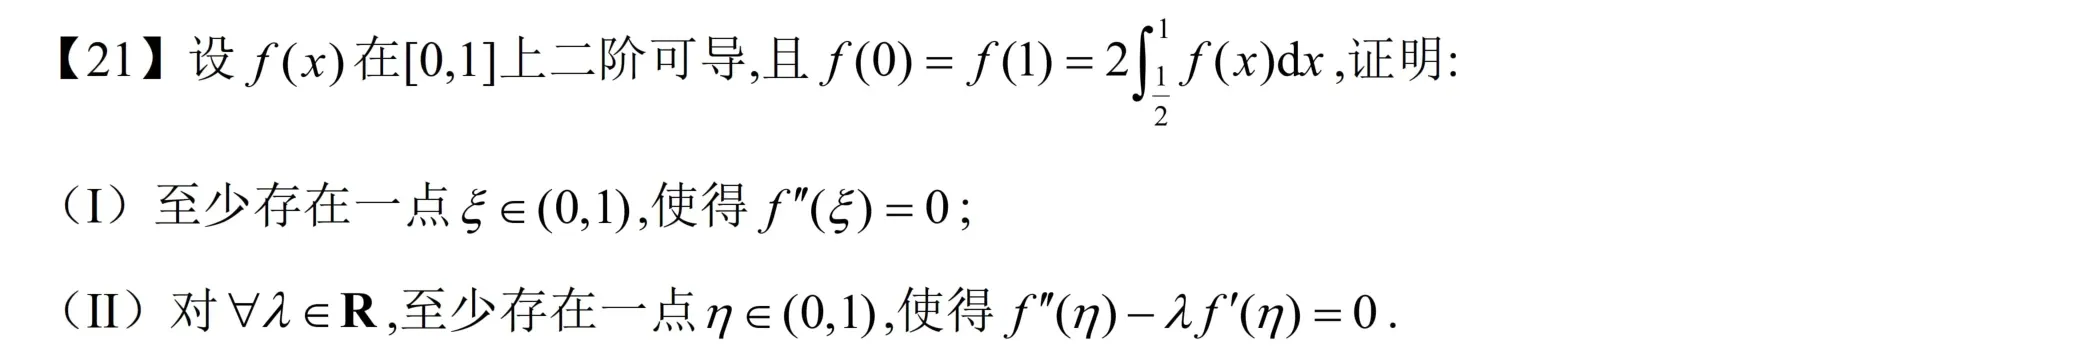 【21】设 f(x) 在[0,1]上二阶可导,且 f(0) = f(1) = 2∫_{1/2}^{1} f(x)dx ,证明:
（I）至少存在一点 ξ ∈ (0,1) ,使得 f″(ξ) = 0 ;
（II）对 ∀λ ∈ R ,至少存在一点 η ∈ (0,1) ,使得 f″(η) − λf′(η) = 0 .